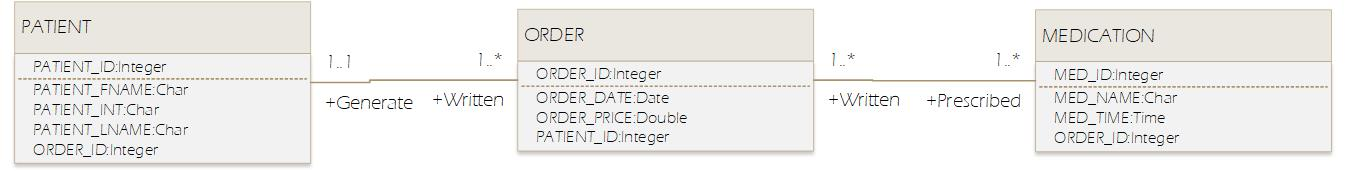 PATIENT
PATIENT_ID:Integer
PATIENT_FNAME:Char
PATIENT_INT:Char
PATIENT_LNAME:Char
ORDER_ID:Integer
1..1
1..*
+Generate
+Written
ORDER
ORDER_ID:Integer
ORDER_DATE:Date
ORDER_PRICE:Double
PATIENT_ID:Integer
1..*
1..*
+Written
+Prescribed
MEDICATION
MED_ID:Integer
MED_NAME:Char
MED_TIME:Time
ORDER_ID:Integer